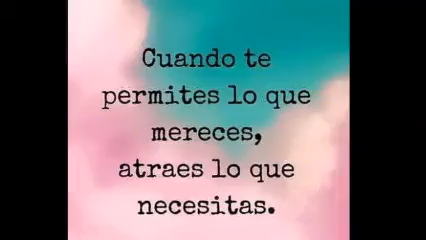 Cuando te
permites lo que
mereces,
atraes lo que
necesitas.